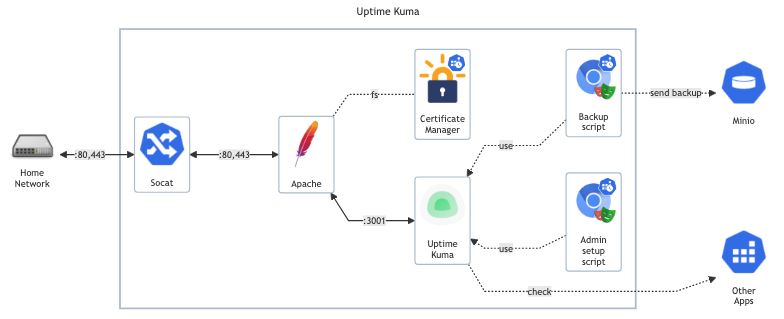 Uptime Kuma
Home
Network
:80,443
Socat
:80,443
Apache
fs
:3001
Certificate
Manager
Uptime
Kuma
use
use
check
Backup
script
Admin
setup
script
send backup
Minio
Other
Apps